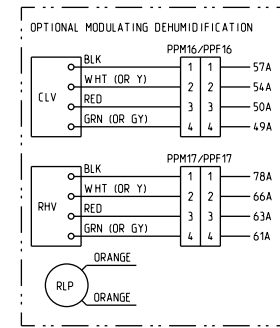 OPTIONAL MODULATING DEHUMIDIFICATION
PPM16/PPF16
BLK 1 1 57A
WHT (OR Y) 2 2 54A
CLV
RED 3 3 50A
GRN (OR GY) 4 4 49A
PPM17/PPF17
BLK 1 1 78A
WHT (OR Y) 2 2 66A
RHV
RED 3 3 63A
GRN (OR GY) 4 4 61A
ORANGE
RLP
ORANGE